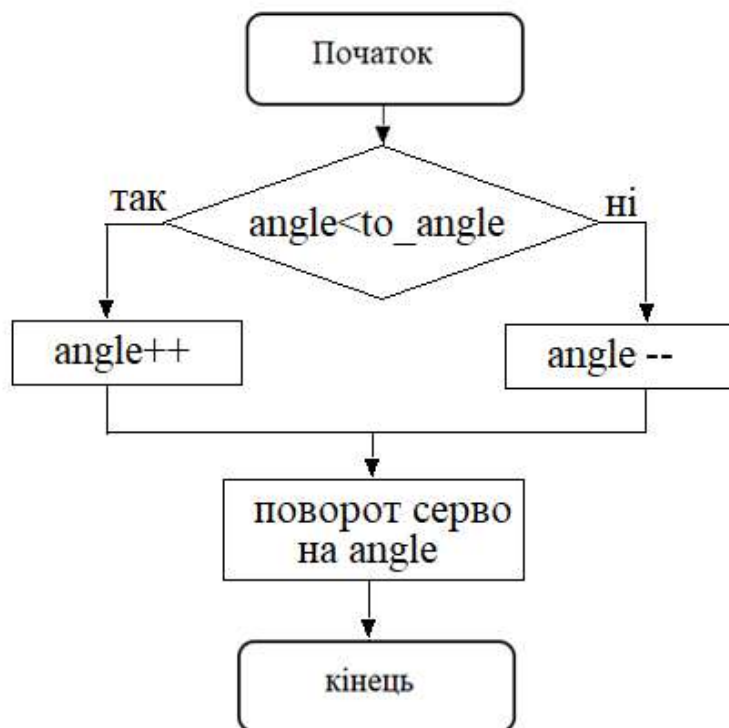 Початок
так
ні
angle<to_angle
angle++
angle --
поворот серво
на angle
кінець